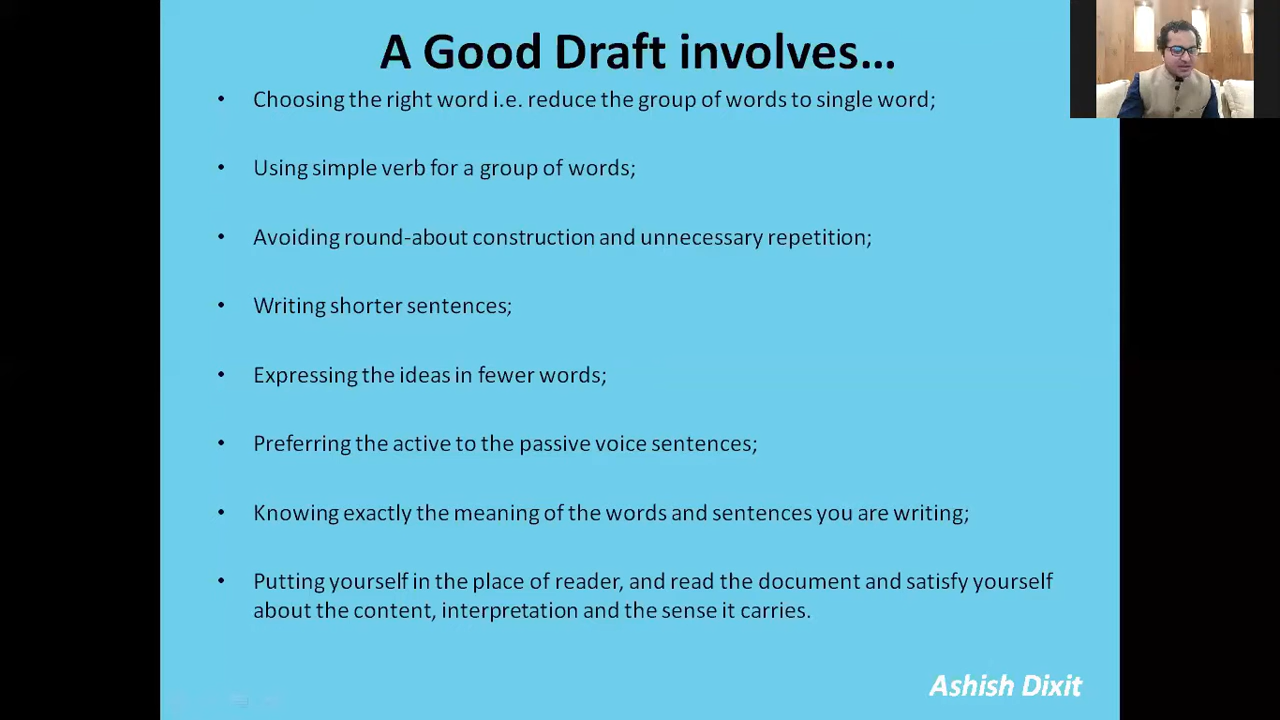 A Good Draft involves...
• Choosing the right word i.e. reduce the group of words to single word;
• Using simple verb for a group of words;
• Avoiding round-about construction and unnecessary repetition;
• Writing shorter sentences;
• Expressing the ideas in fewer words;
• Preferring the active to the passive voice sentences;
• Knowing exactly the meaning of the words and sentences you are writing;
• Putting yourself in the place of reader, and read the document and satisfy yourself
about the content, interpretation and the sense it carries.
Ashish Dixit